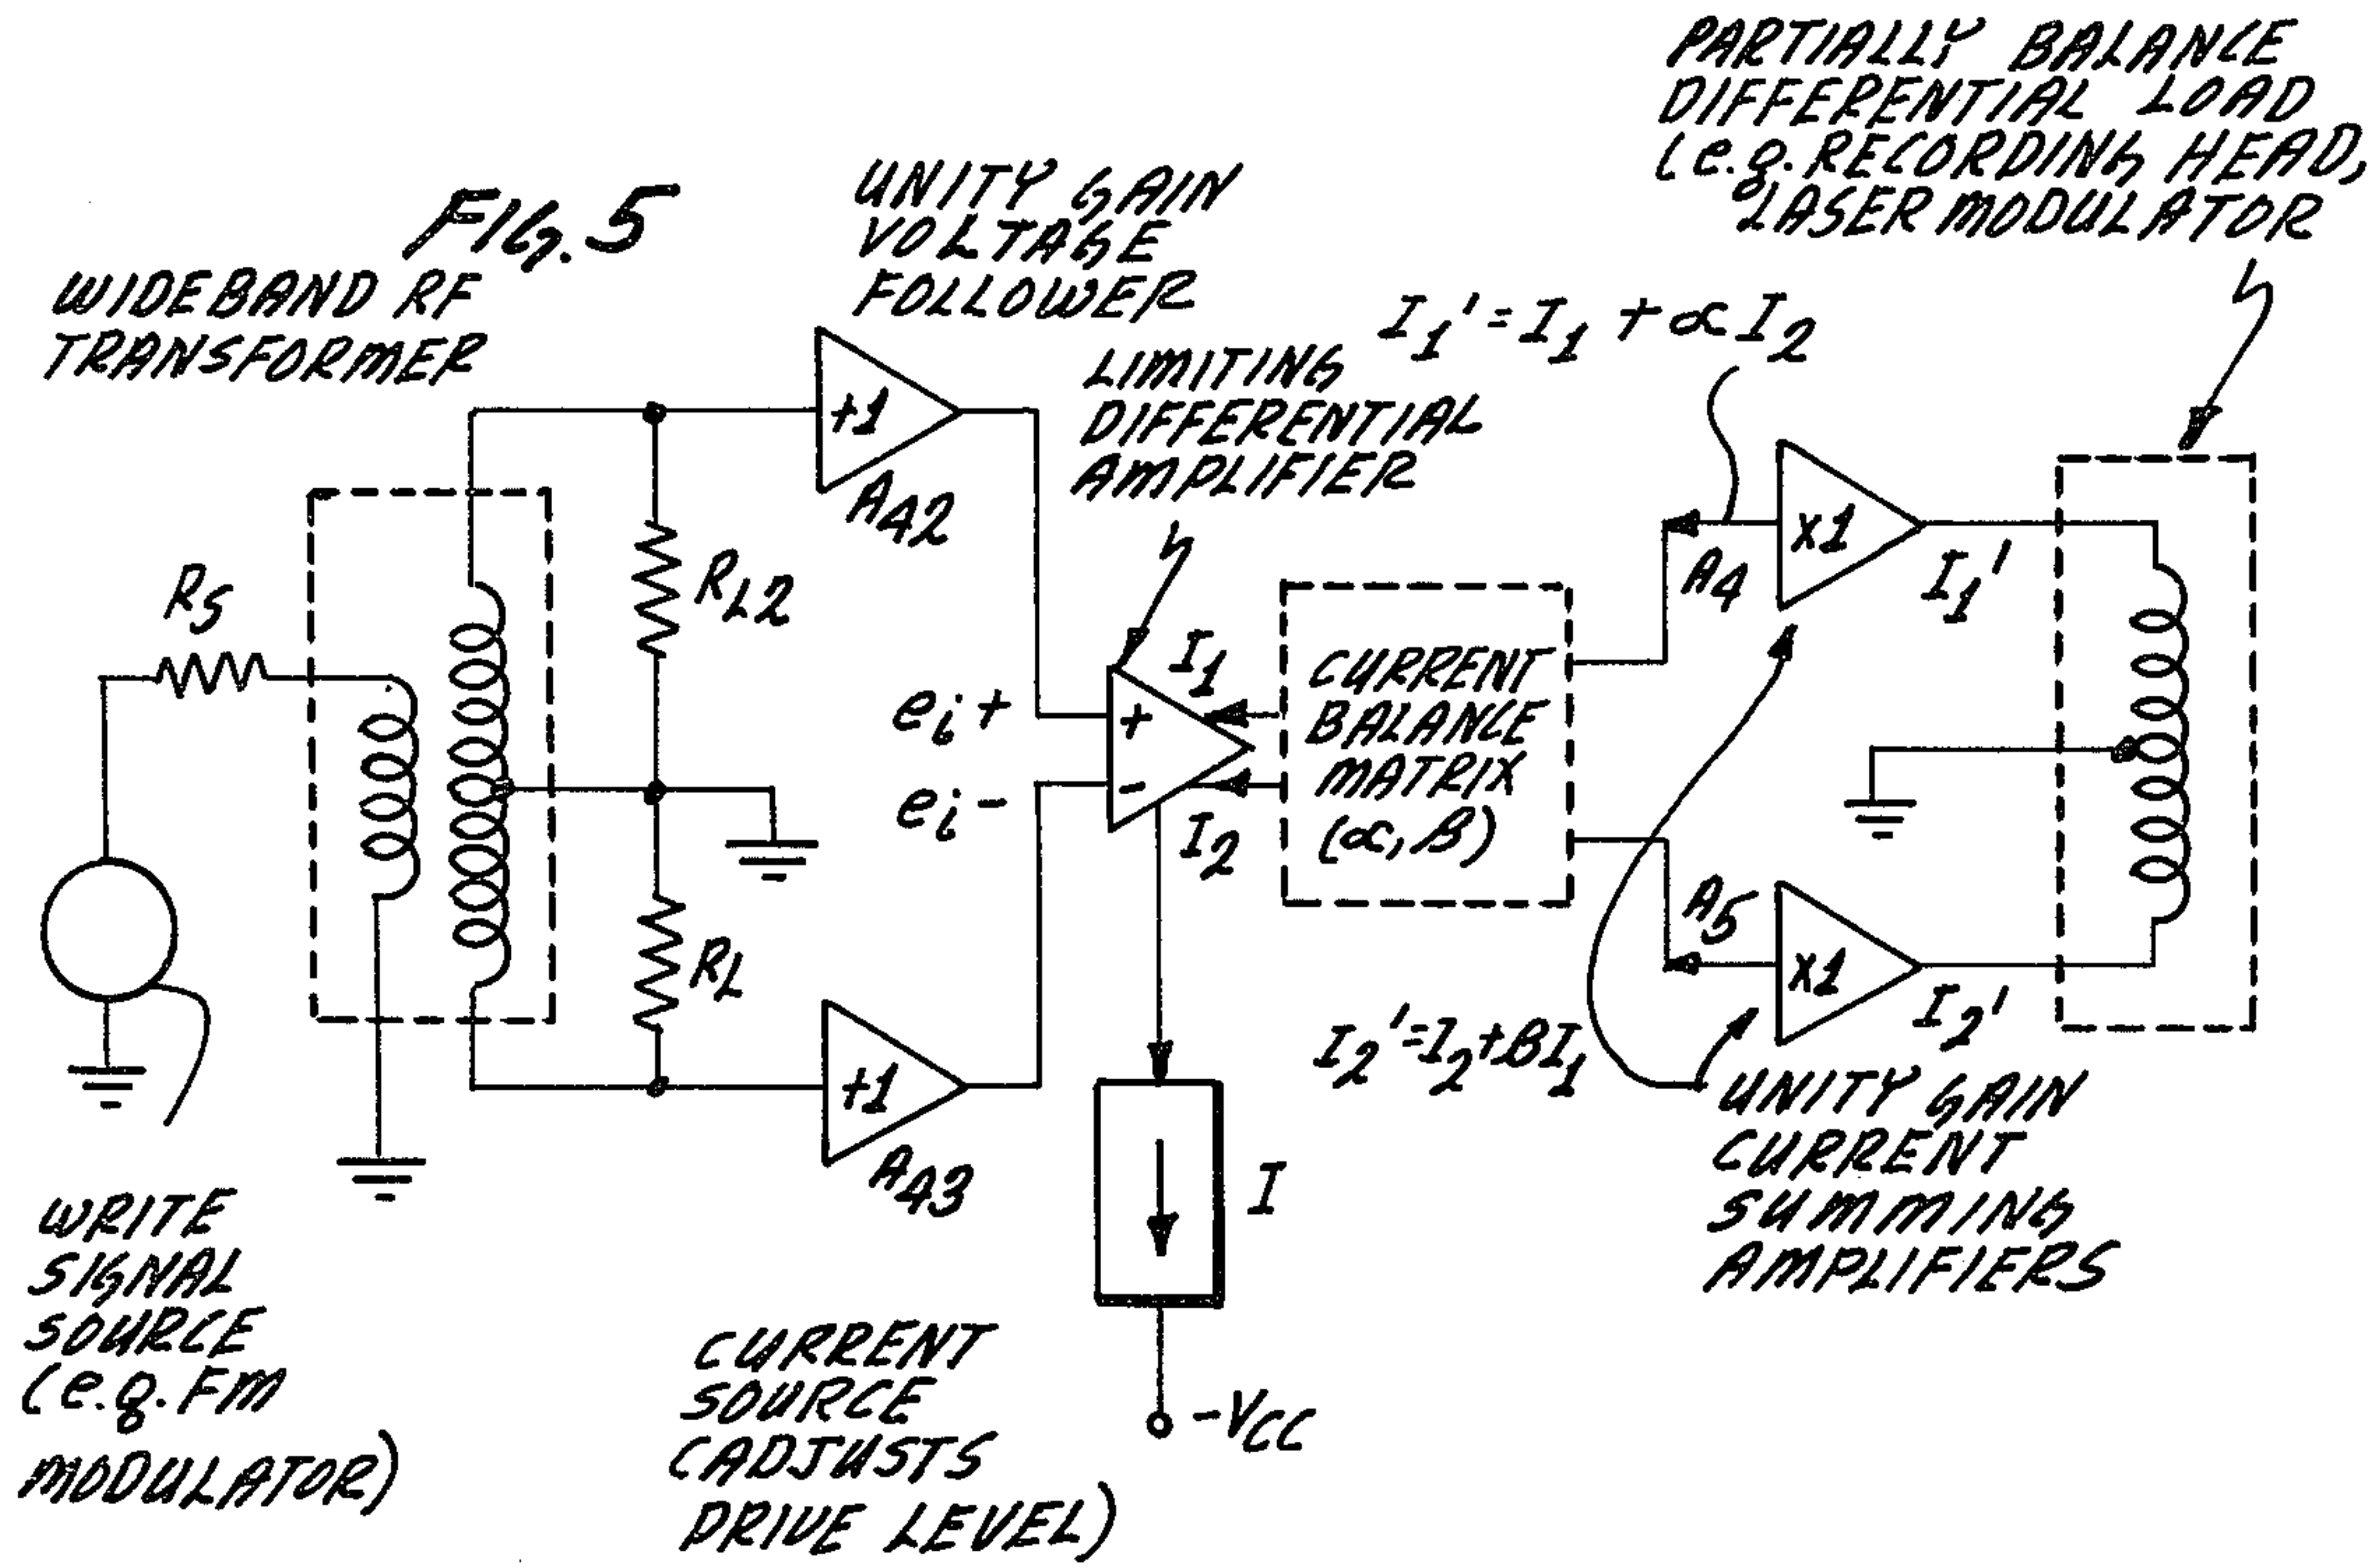 PARTIALLY BALANCE
DIFFERENTIAL LOAD
(e.g. RECORDING HEAD,
LASER MODULATOR
FIG. 5
UNITY GAIN
VOLTAGE
FOLLOWER
WIDEBAND RF
TRANSFORMER
I1' = I1 + αI2
LIMITING
DIFFERENTIAL
AMPLIFIER
+1
A42
x1
A4
I1'
RS
RL2
I1
ei+
+
ei-
-
I2
CURRENT
BALANCE
MATRIX
(α, B)
RL
A5
x1
I2'
I2' = I2 + BI1
+1
A43
I
UNITY GAIN
CURRENT
SUMMING
AMPLIFIERS
WRITE
SIGNAL
SOURCE
(e.g. FM
MODULATOR)
CURRENT
SOURCE
(ADJUSTS
DRIVE LEVEL)
-VCC